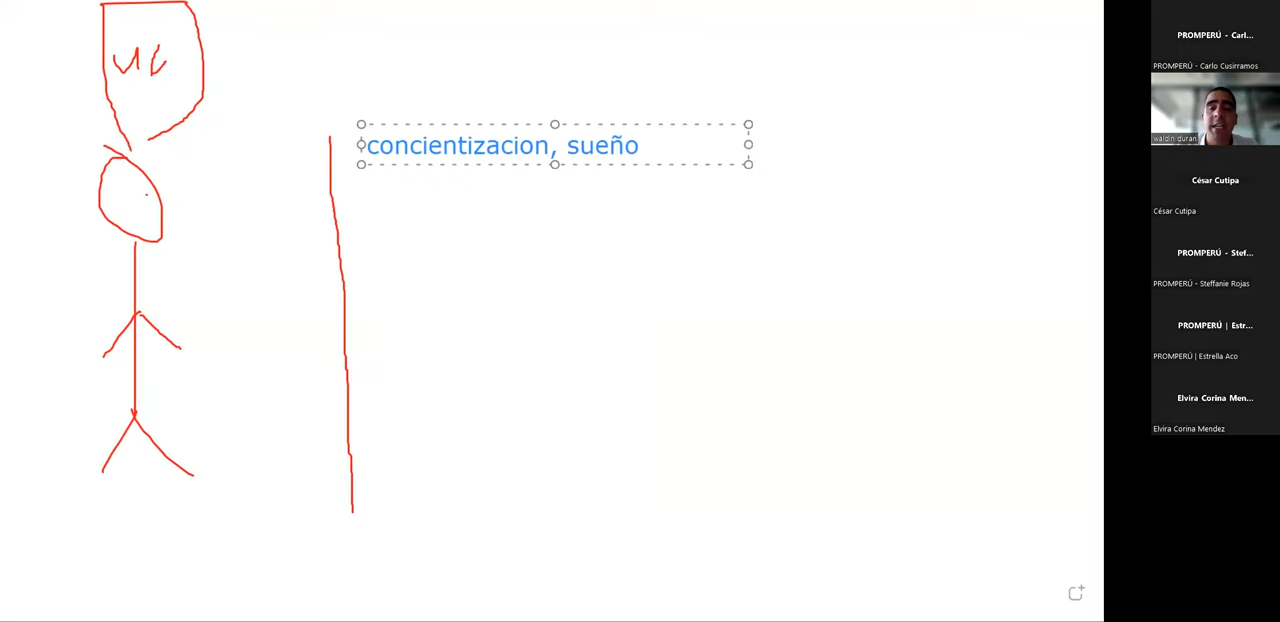 concientizacion, sueño
PROMPERÚ - Carl...
PROMPERÚ - Carlo Cusirramos
waldin duran
César Cutipa
César Cutipa
PROMPERÚ - Stef...
PROMPERÚ - Steffanie Rojas
PROMPERÚ | Estr...
PROMPERÚ | Estrella Aco
Elvira Corina Men...
Elvira Corina Mendez